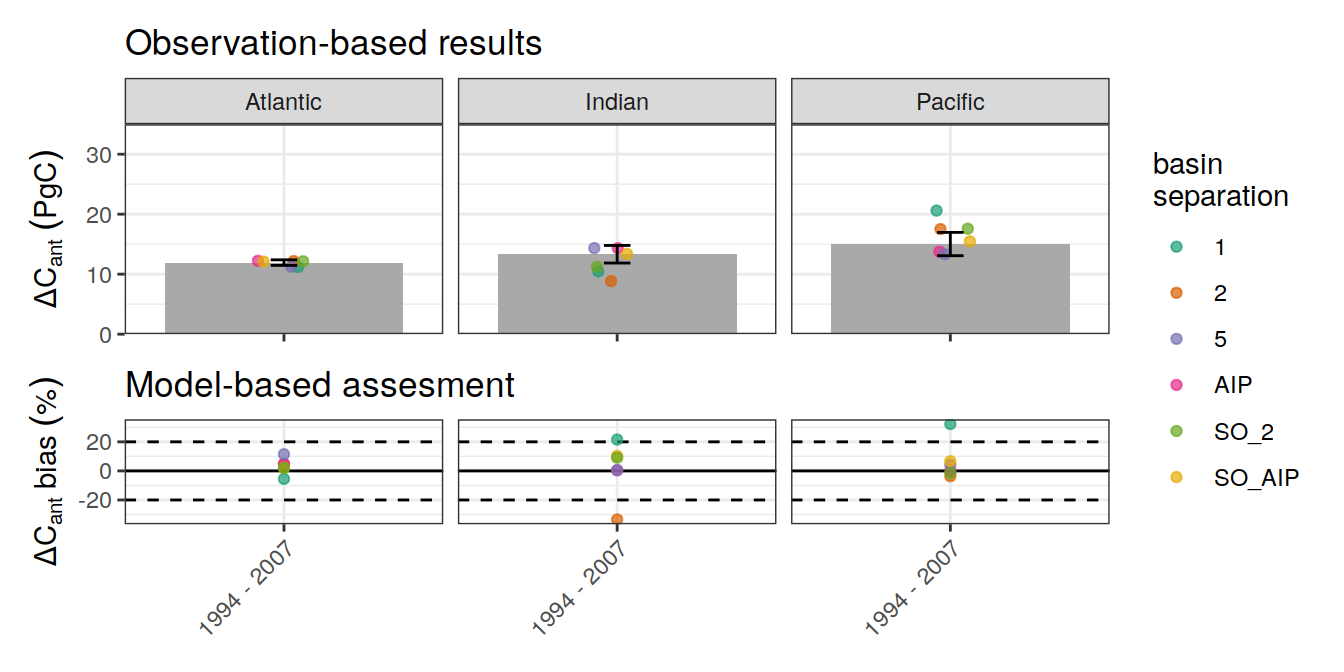 Observation-based results
Atlantic
Indian
Pacific
ΔCant (PgC)
30
20
10
0
Model-based assesment
ΔCant bias (%)
20
0
-20
1994 - 2007
1994 - 2007
1994 - 2007
basin
separation
1
2
5
AIP
SO_2
SO_AIP